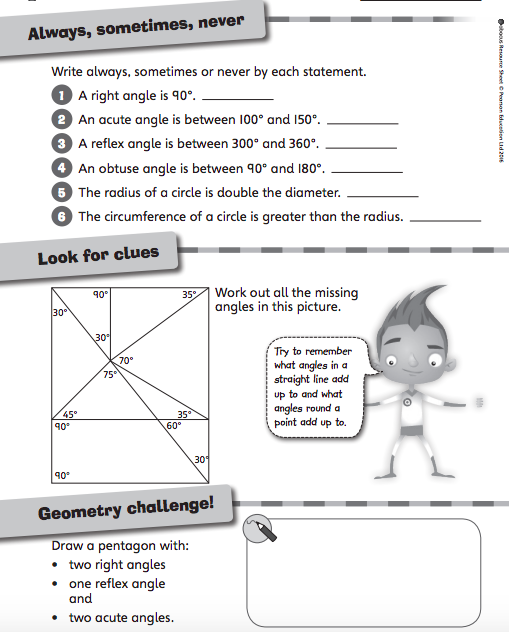 Always, sometimes, never
Write always, sometimes or never by each statement.
1 A right angle is 90°. ________
2 An acute angle is between 100° and 150°. ________
3 A reflex angle is between 300° and 360°. ________
4 An obtuse angle is between 90° and 180°. ________
5 The radius of a circle is double the diameter. ________
6 The circumference of a circle is greater than the radius. ________
Abacus Resource Sheet © Pearson Education Ltd 2016
Look for clues
Work out all the missing
angles in this picture.
90° 35°
30°
30°
70°
75°
45° 35°
90° 60°
30°
90°
Try to remember
what angles in a
straight line add
up to and what
angles round a
point add up to.
Geometry challenge!
Draw a pentagon with:
• two right angles
• one reflex angle
and
• two acute angles.